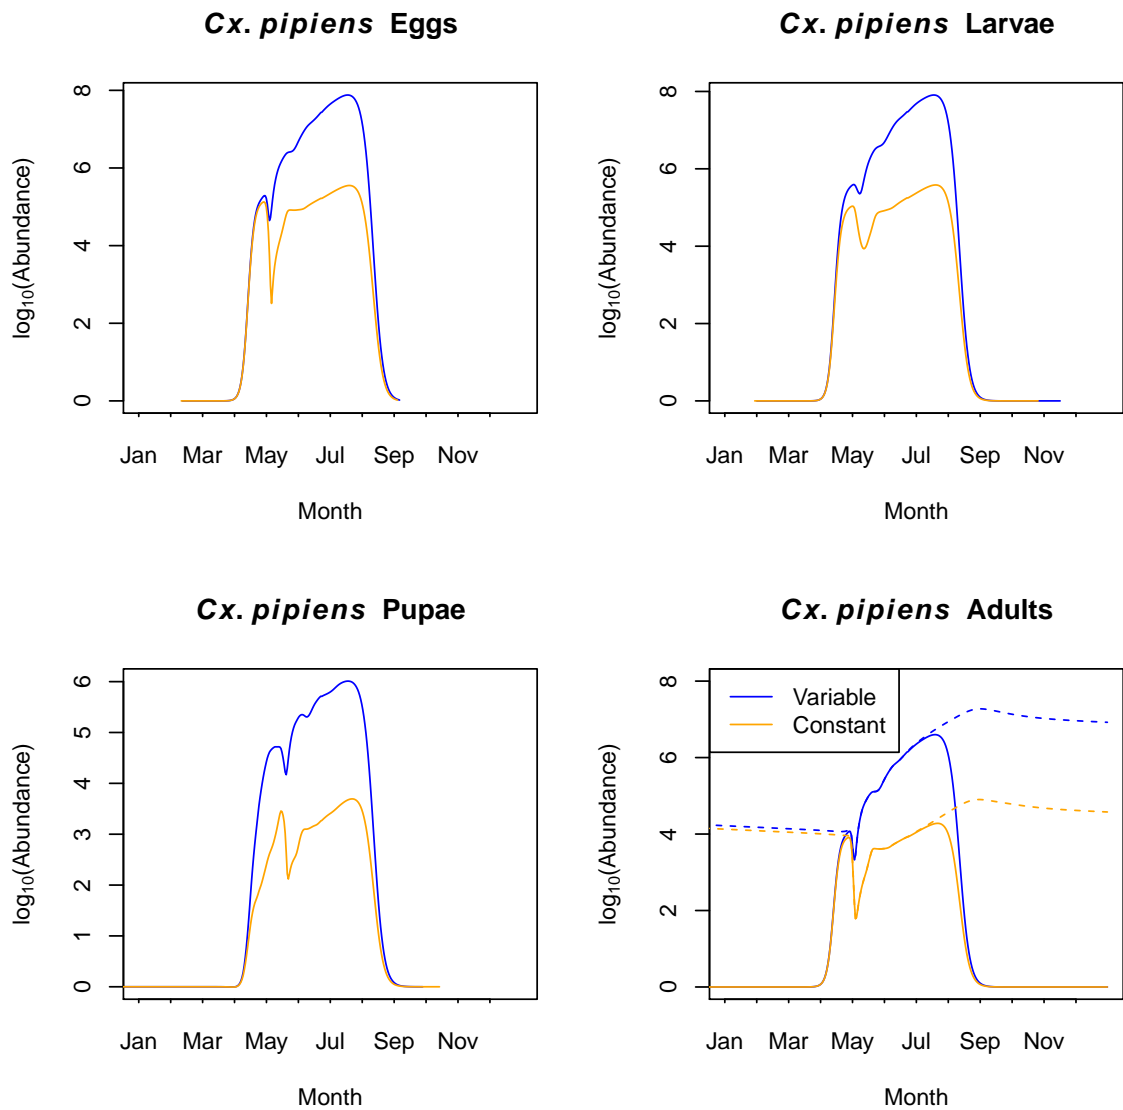 Cx. pipiens Eggs
log10(Abundance)
8
6
4
2
0
Jan Mar May Jul Sep Nov
Month
Cx. pipiens Larvae
log10(Abundance)
8
6
4
2
0
Jan Mar May Jul Sep Nov
Month
Cx. pipiens Pupae
log10(Abundance)
6
5
4
3
2
1
0
Jan Mar May Jul Sep Nov
Month
Cx. pipiens Adults
Variable
Constant
log10(Abundance)
8
6
4
2
0
Jan Mar May Jul Sep Nov
Month